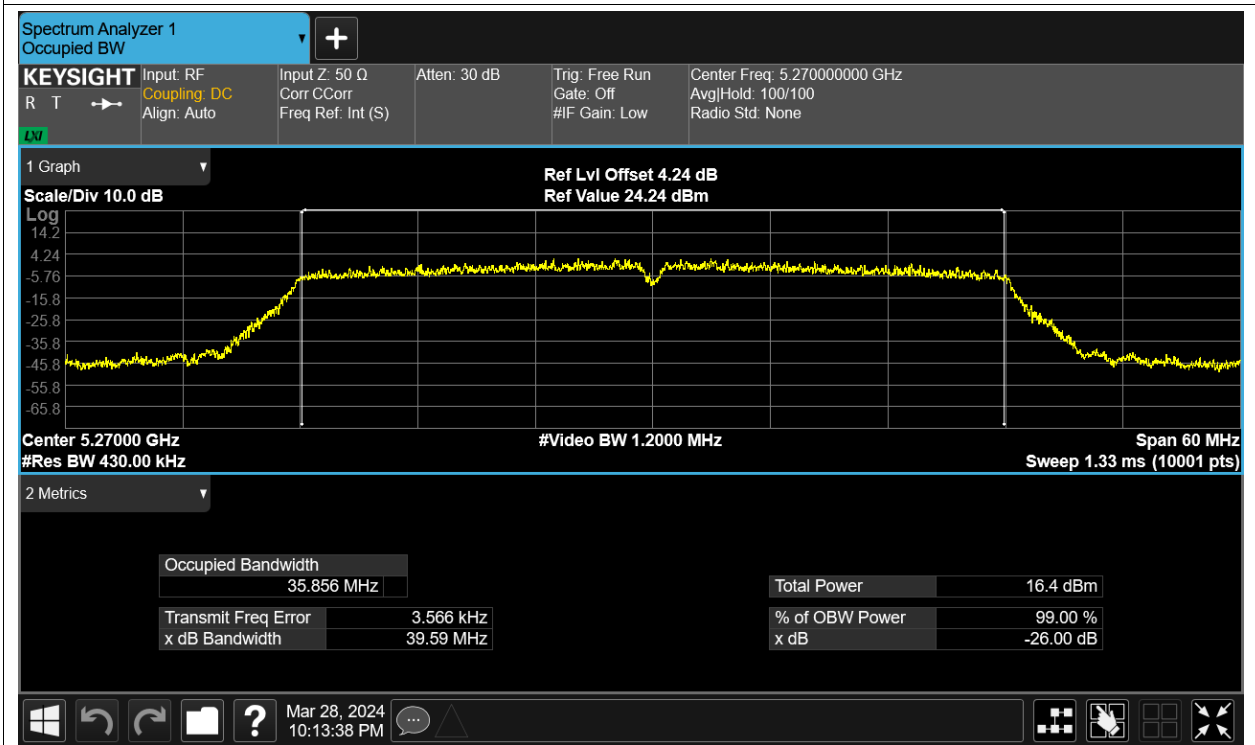 Spectrum Analyzer 1
Occupied BW
KEYSIGHT
R T
LXI
Input: RF
Coupling: DC
Align: Auto
Input Z: 50 Ω
Corr CCorr
Freq Ref: Int (S)
Atten: 30 dB
Trig: Free Run
Gate: Off
#IF Gain: Low
Center Freq: 5.270000000 GHz
Avg|Hold: 100/100
Radio Std: None
1 Graph
Scale/Div 10.0 dB
Ref Lvl Offset 4.24 dB
Ref Value 24.24 dBm
Log
14.2
4.24
-5.76
-15.8
-25.8
-35.8
-45.8
-55.8
-65.8
Center 5.27000 GHz
#Video BW 1.2000 MHz
Span 60 MHz
#Res BW 430.00 kHz
Sweep 1.33 ms (10001 pts)
2 Metrics
Occupied Bandwidth
35.856 MHz
Total Power 16.4 dBm
Transmit Freq Error 3.566 kHz
% of OBW Power 99.00 %
x dB Bandwidth 39.59 MHz
x dB -26.00 dB
?
Mar 28, 2024
10:13:38 PM